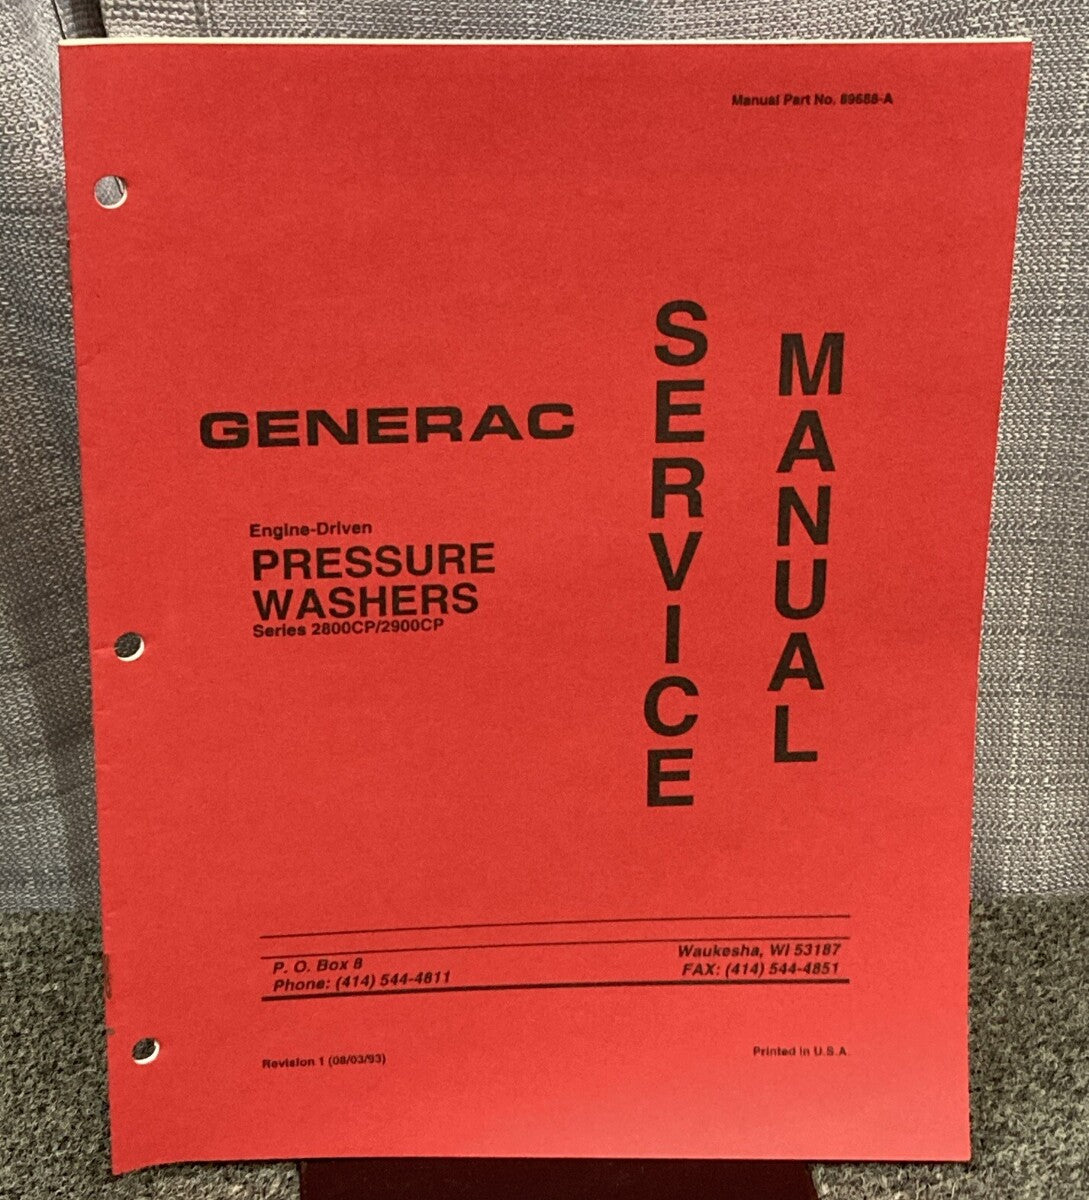 Manual Part No. 89688-A
GENERAC
Engine-Driven
PRESSURE
WASHERS
Series 2800CP/2900CP
SERVICE
MANUAL
P. O. Box 8
Phone: (414) 544-4811
Waukesha, WI 53187
FAX: (414) 544-4851
Revision 1 (08/03/93)
Printed in U.S.A.